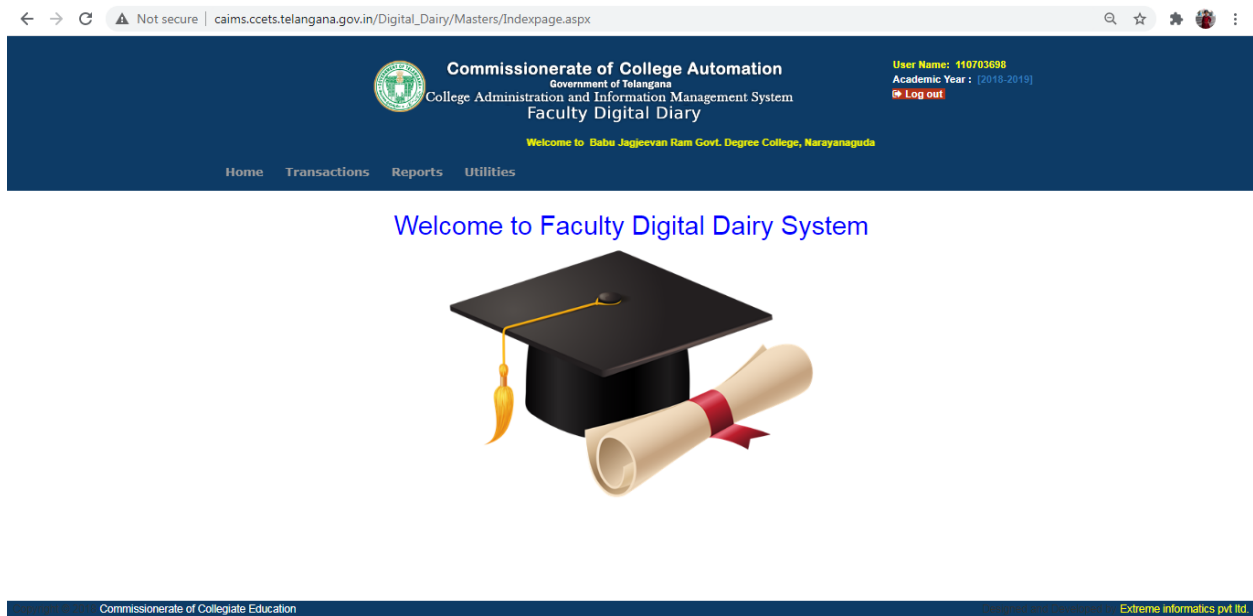 Not secure | caims.ccets.telangana.gov.in/Digital_Dairy/Masters/Indexpage.aspx
Commissionerate of College Automation
Government of Telangana
College Administration and Information Management System
Faculty Digital Diary
User Name: 110703698
Academic Year : [2018-2019]
Log out
Welcome to Babu Jagjeevan Ram Govt. Degree College, Narayanaguda
Home Transactions Reports Utilities
Welcome to Faculty Digital Dairy System
Commissionerate of Collegiate Education
Extreme informatics pvt ltd.